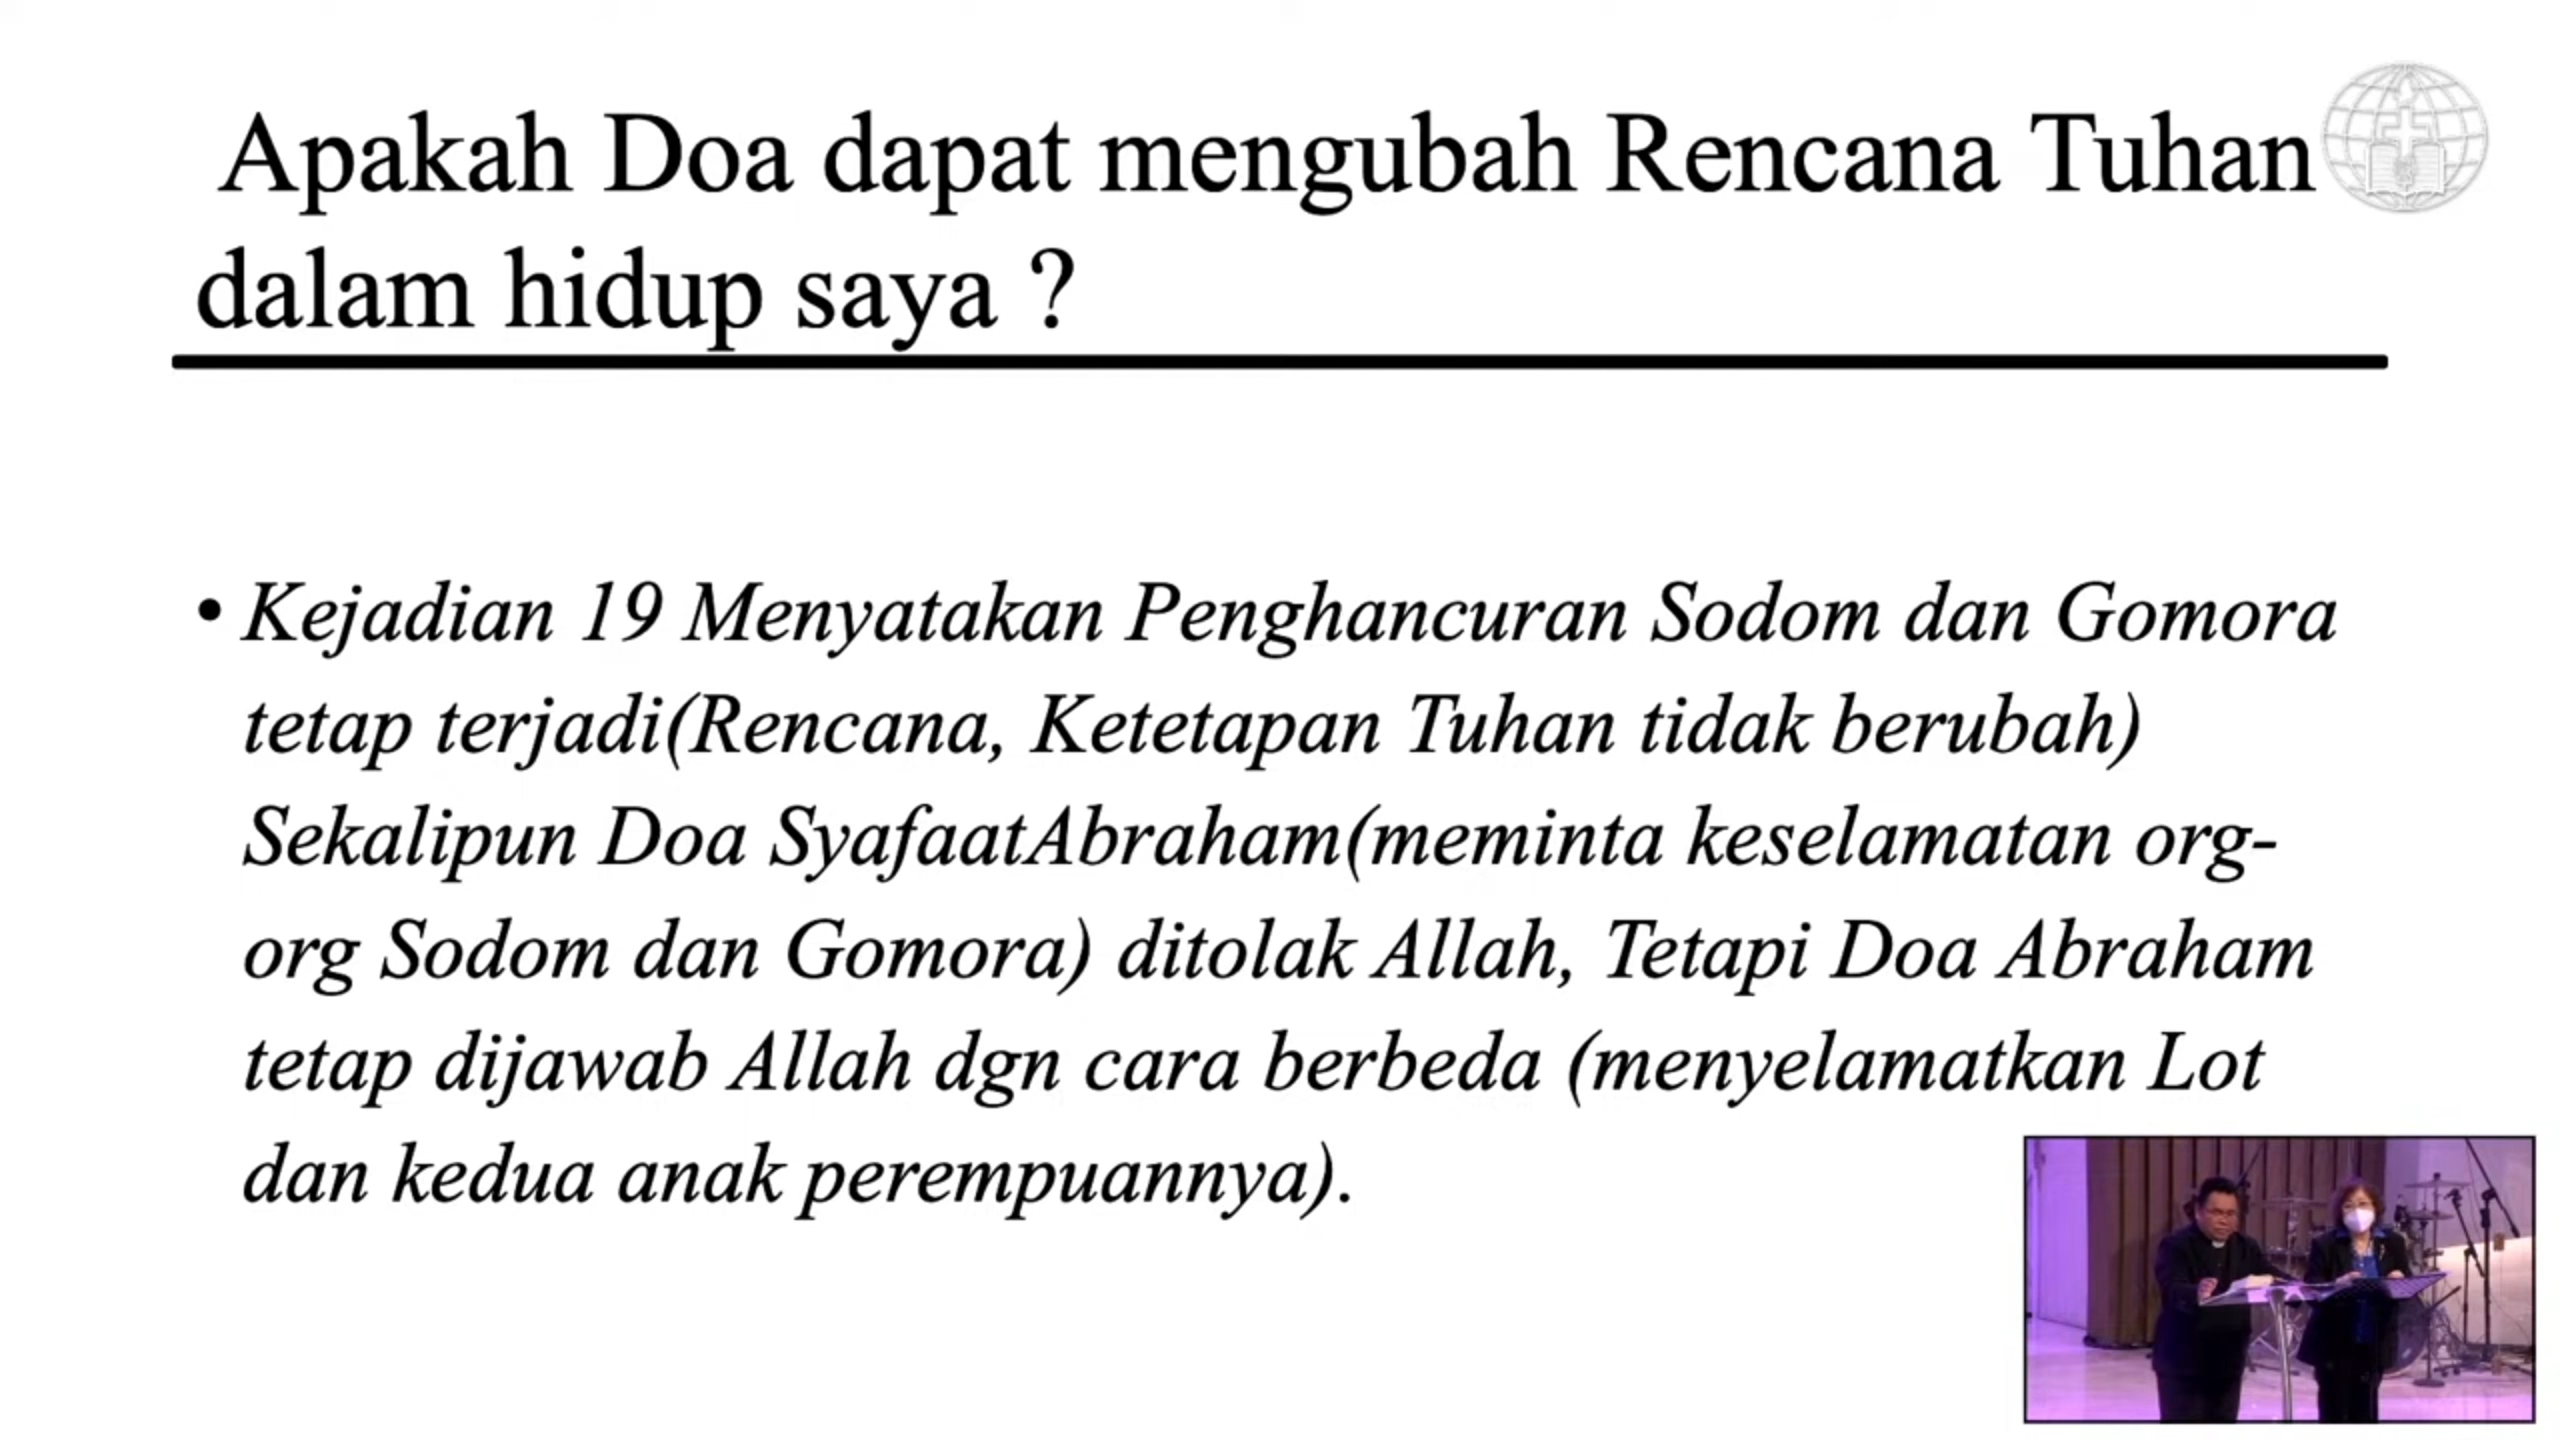 Apakah Doa dapat mengubah Rencana Tuhan
dalam hidup saya ?
• Kejadian 19 Menyatakan Penghancuran Sodom dan Gomora
tetap terjadi(Rencana, Ketetapan Tuhan tidak berubah)
Sekalipun Doa SyafaatAbraham(meminta keselamatan org-
org Sodom dan Gomora) ditolak Allah, Tetapi Doa Abraham
tetap dijawab Allah dgn cara berbeda (menyelamatkan Lot
dan kedua anak perempuannya).